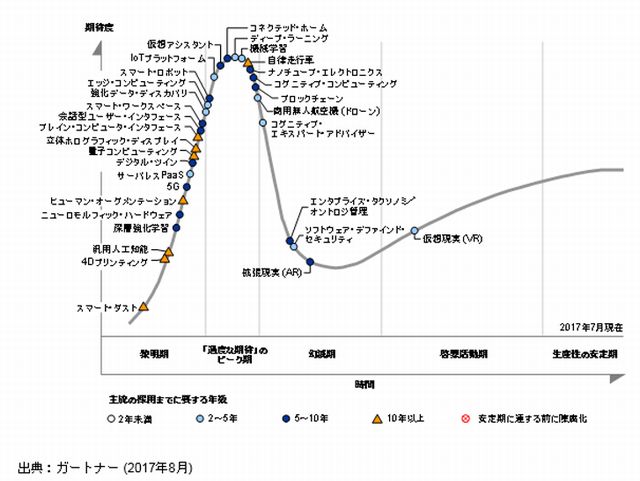 期待度
コネクテッド・ホーム
ディープ・ラーニング
機械学習
仮想アシスタント
IoTプラットフォーム
自律走行車
ナノチューブ・エレクトロニクス
スマート・ロボット
エッジ・コンピューティング
コグニティブ・コンピューティング
強化データ・ディスカバリ
ブロックチェーン
スマート・ワークスペース
商用無人航空機（ドローン）
会話型ユーザー・インタフェース
コグニティブ・
エキスパート・アドバイザー
ブレイン・コンピュータ・インタフェース
立体ホログラフィック・ディスプレイ
量子コンピューティング
デジタル・ツイン
サーバレスPaaS
5G
ヒューマン・オーグメンテーション
ニューロモルフィック・ハードウェア
深層強化学習
汎用人工知能
4Dプリンティング
スマート・ダスト
エンタプライズ・タクソノミ/
オントロジ管理
ソフトウェア・デファインド・
セキュリティ
拡張現実（AR）
仮想現実（VR）
2017年7月現在
黎明期
「過度な期待」の
ピーク期
幻滅期
啓蒙活動期
生産性の安定期
時間
主流の採用までに要する年数
2年未満
2～5年
5～10年
10年以上
安定期に達する前に陳腐化
出典：ガートナー (2017年8月)